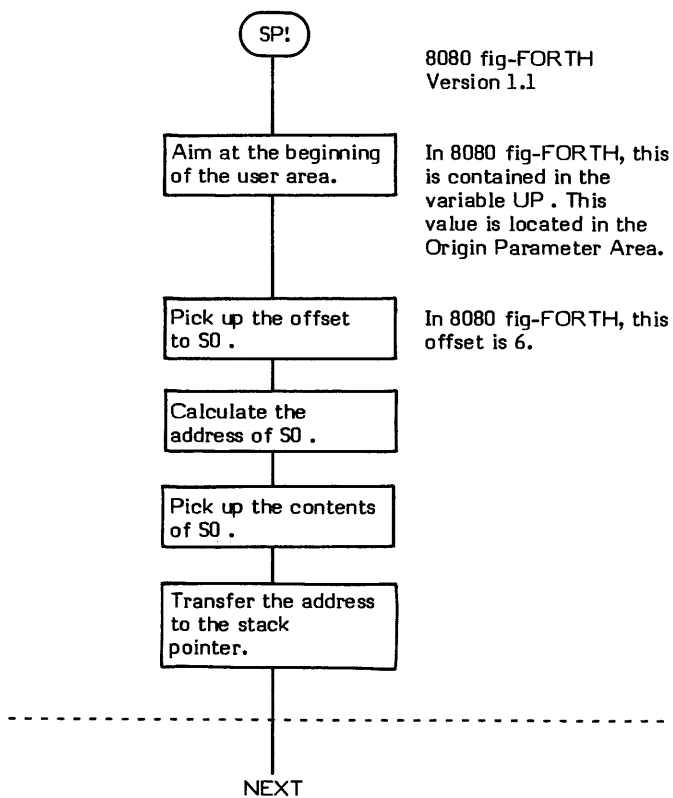 SP!
8080 fig-FORTH
Version 1.1
Aim at the beginning
of the user area.
In 8080 fig-FORTH, this
is contained in the
variable UP . This
value is located in the
Origin Parameter Area.
Pick up the offset
to S0 .
In 8080 fig-FORTH, this
offset is 6.
Calculate the
address of S0 .
Pick up the contents
of S0 .
Transfer the address
to the stack
pointer.
NEXT